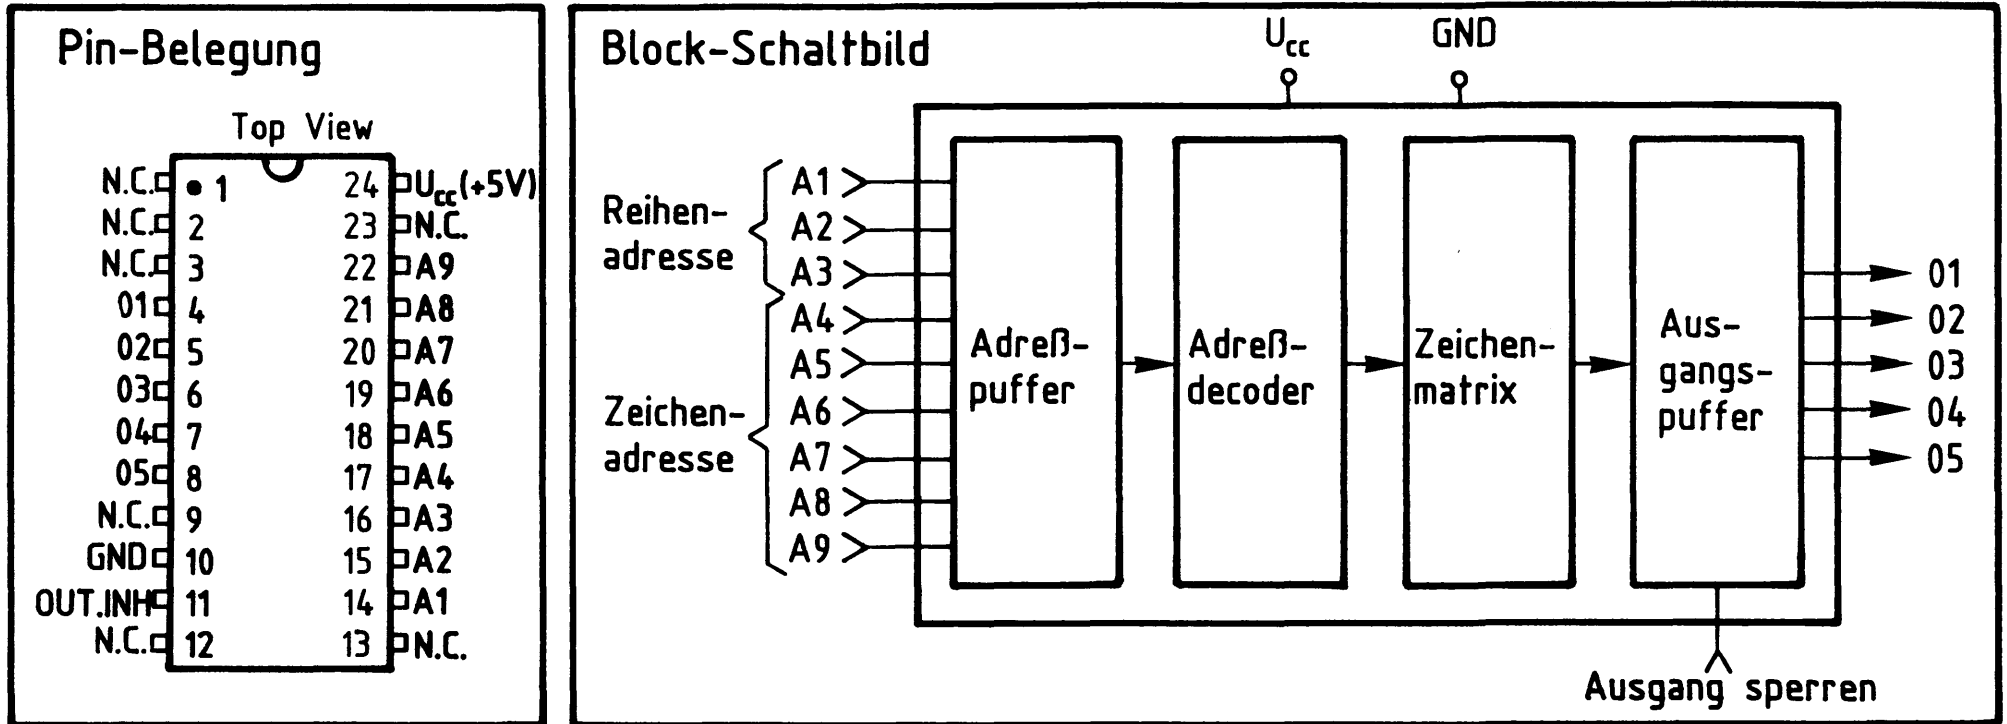 Pin-Belegung
Top View
N.C. 1 24 Ucc (+5V)
N.C. 2 23 N.C.
N.C. 3 22 A9
01 4 21 A8
02 5 20 A7
03 6 19 A6
04 7 18 A5
05 8 17 A4
N.C. 9 16 A3
GND 10 15 A2
OUT.INH 11 14 A1
N.C. 12 13 N.C.
Block-Schaltbild
Ucc
GND
Reihen-
adresse
Zeichen-
adresse
A1
A2
A3
A4
A5
A6
A7
A8
A9
Adreß-
puffer
Adreß-
decoder
Zeichen-
matrix
Aus-
gangs-
puffer
01
02
03
04
05
Ausgang sperren